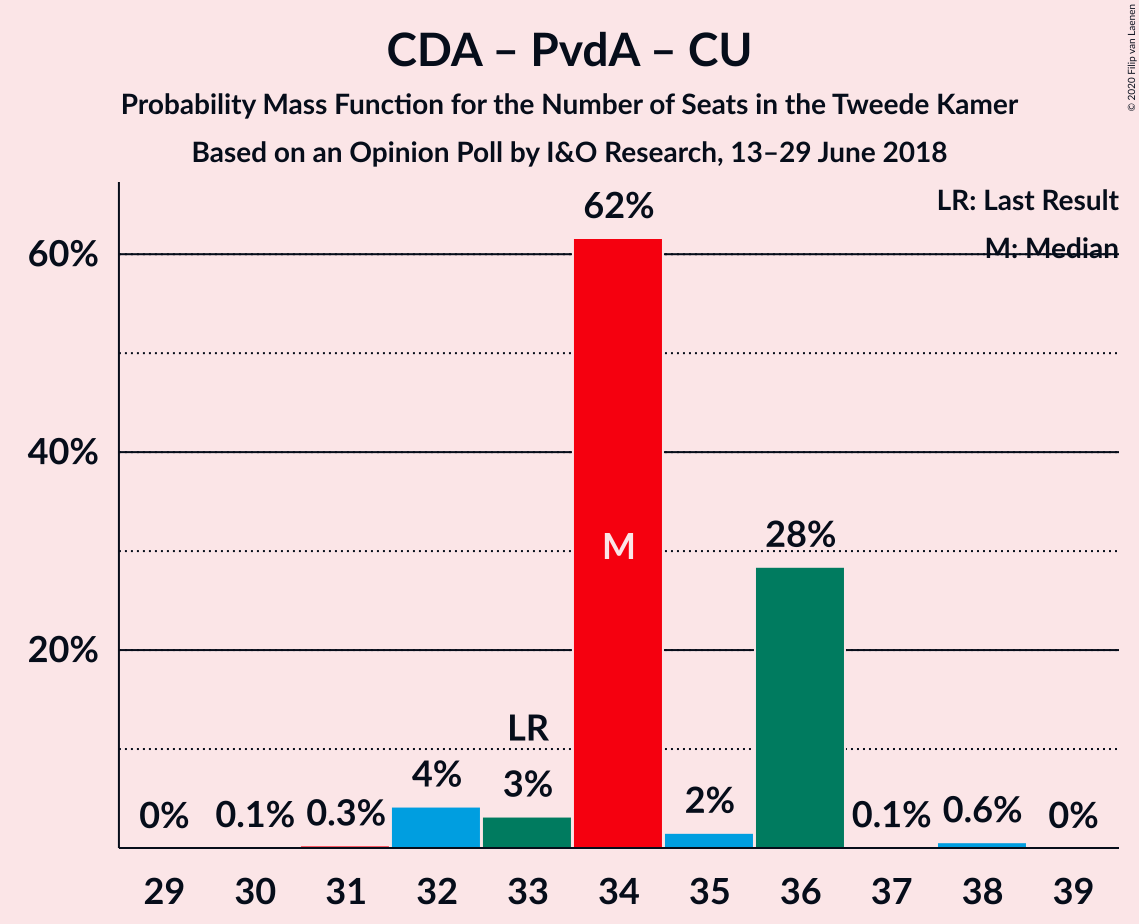 CDA – PvdA – CU
Probability Mass Function for the Number of Seats in the Tweede Kamer
Based on an Opinion Poll by I&O Research, 13–29 June 2018
© 2020 Filip van Laenen
LR: Last Result
M: Median
60%
40%
20%
0%
0.1%
0.3%
4%
LR
3%
62%
M
2%
28%
0.1%
0.6%
0%
29 30 31 32 33 34 35 36 37 38 39